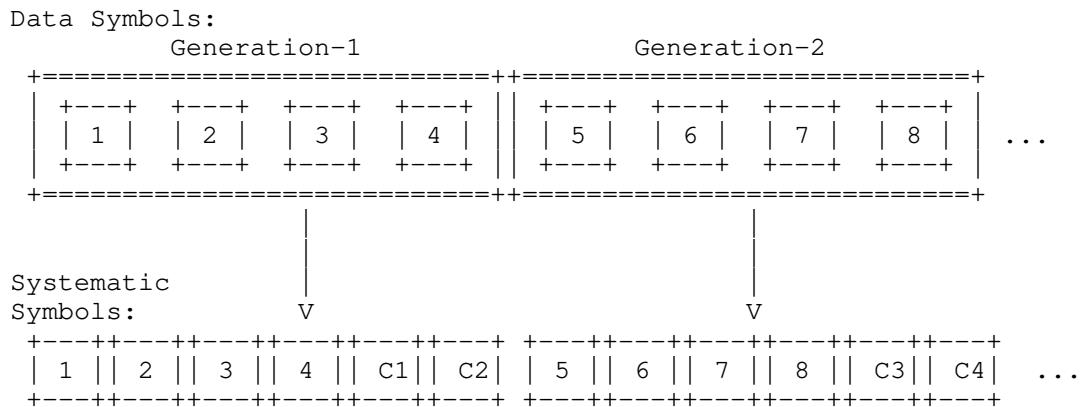 Data Symbols:
Generation-1 Generation-2
1 2 3 4 5 6 7 8 ...
Systematic
Symbols: V V
1 2 3 4 C1 C2 5 6 7 8 C3 C4 ...